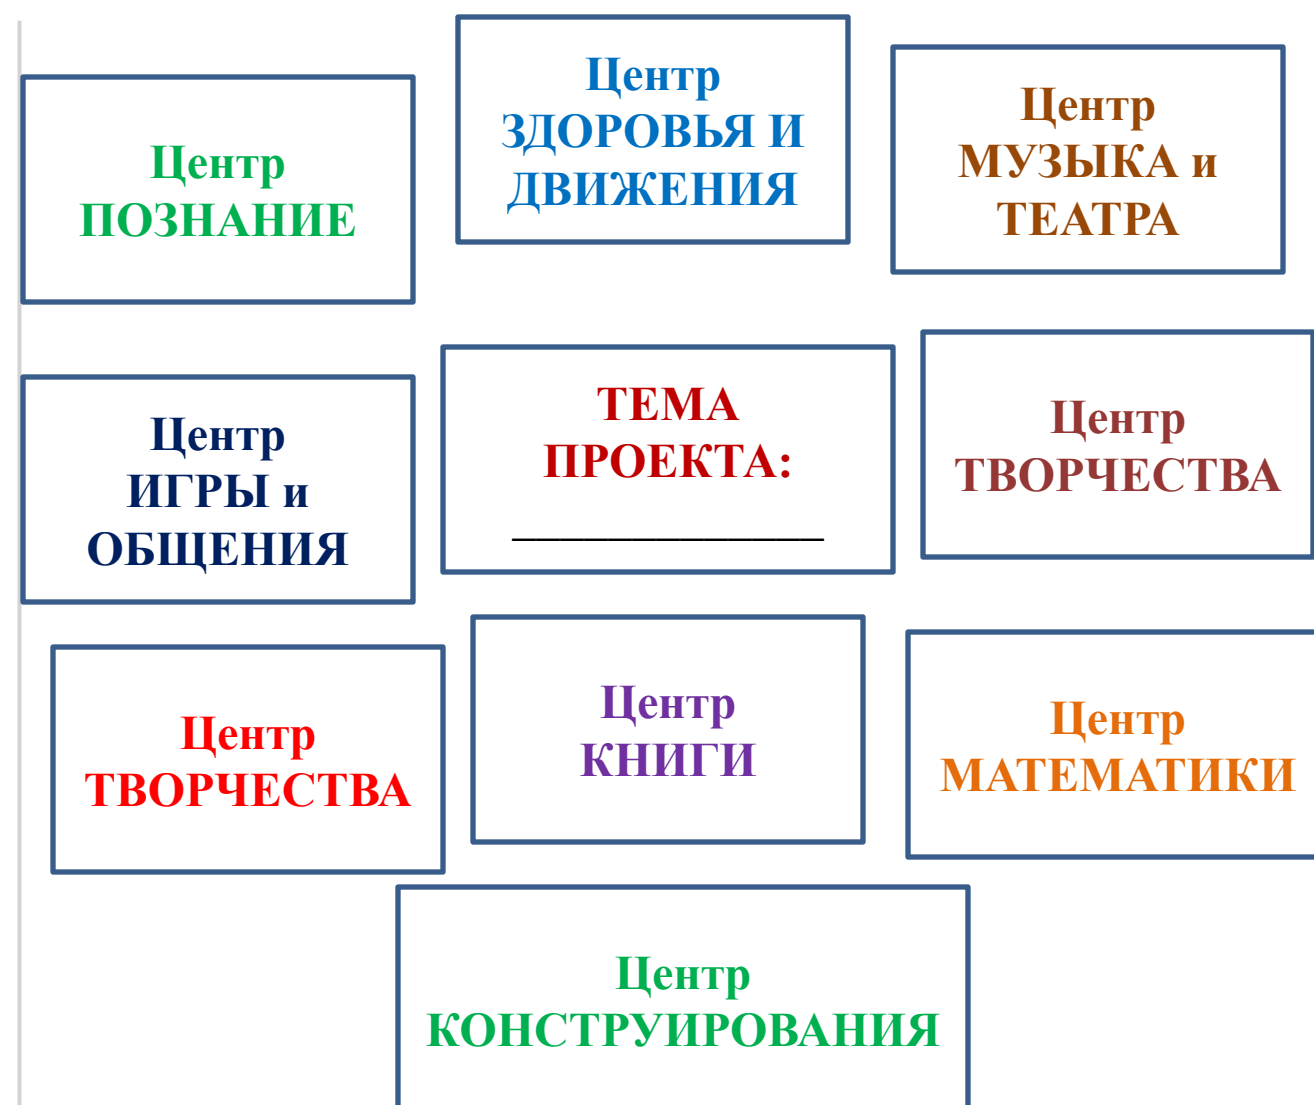 Центр
ПОЗНАНИЕ
Центр
ЗДОРОВЬЯ И
ДВИЖЕНИЯ
Центр
МУЗЫКА и
ТЕАТРА
Центр
ИГРЫ и
ОБЩЕНИЯ
ТЕМА
ПРОЕКТА:
_____________
Центр
ТВОРЧЕСТВА
Центр
ТВОРЧЕСТВА
Центр
КНИГИ
Центр
МАТЕМАТИКИ
Центр
КОНСТРУИРОВАНИЯ